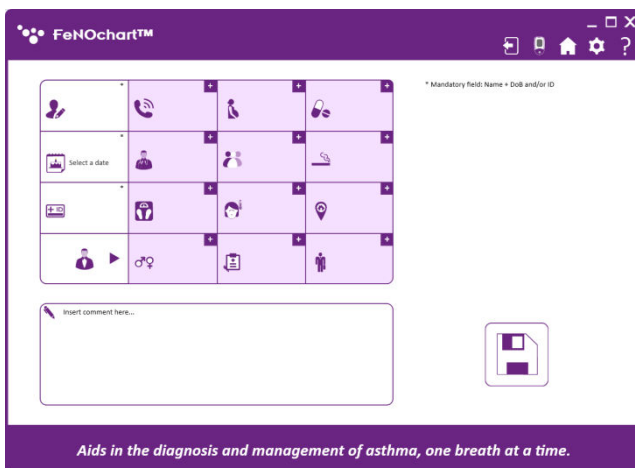 FeNOchart™
?
* Mandatory field: Name + DoB and/or ID
*
+
+
+
*
Select a date
+
+
+
*
+ ID
+
+
+
+
+
+
Insert comment here...
Aids in the diagnosis and management of asthma, one breath at a time.